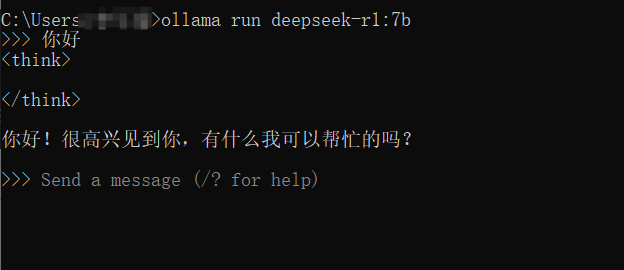 C:\Users >ollama run deepseek-r1:7b
>>> 你好
<think>
</think>
你好！很高兴见到你，有什么我可以帮忙的吗？
>>> Send a message (/? for help)